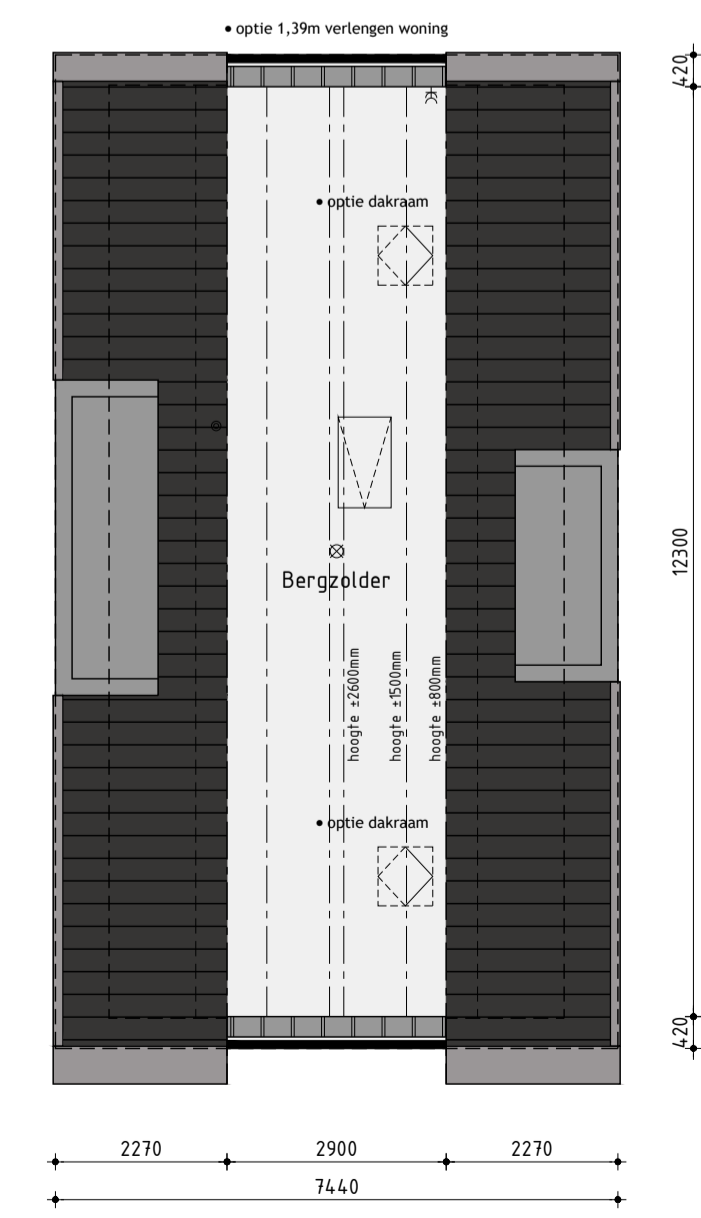 • optie 1,39m verlengen woning
420
• optie dakraam
12300
Bergzolder
hoogte ±2600mm
hoogte ±1500mm
hoogte ±800mm
• optie dakraam
420
2270
2900
2270
7440